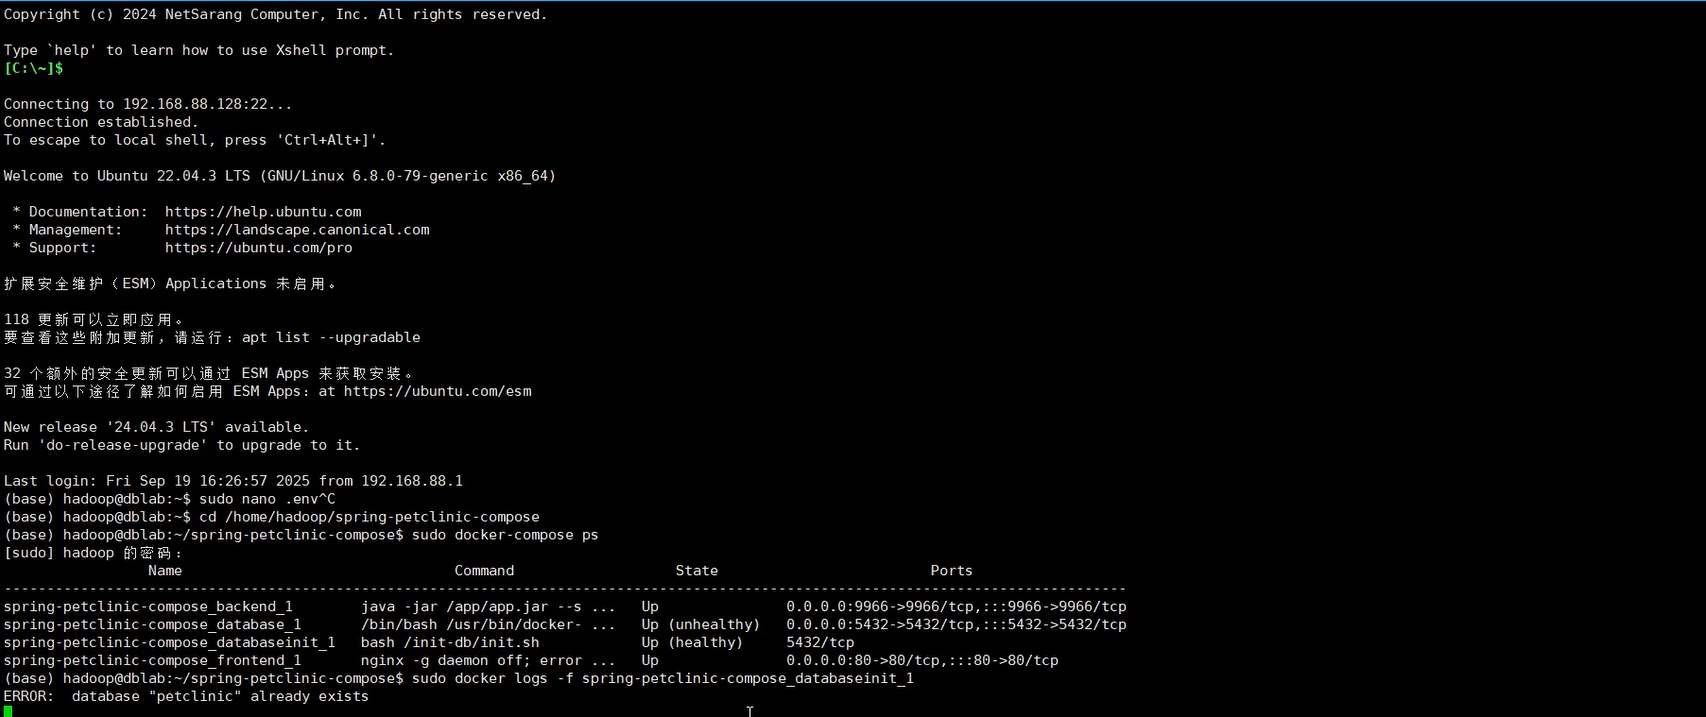 Copyright (c) 2024 NetSarang Computer, Inc. All rights reserved.
Type `help' to learn how to use Xshell prompt.
[C:\~]$
Connecting to 192.168.88.128:22...
Connection established.
To escape to local shell, press 'Ctrl+Alt+]'.
Welcome to Ubuntu 22.04.3 LTS (GNU/Linux 6.8.0-79-generic x86_64)
* Documentation:  https://help.ubuntu.com
* Management:     https://landscape.canonical.com
* Support:        https://ubuntu.com/pro
扩展安全维护（ESM）Applications 未启用。
118 更新可以立即应用。
要查看这些附加更新，请运行：apt list --upgradable
32 个额外的安全更新可以通过 ESM Apps 来获取安装。
可通过以下途径了解如何启用 ESM Apps：at https://ubuntu.com/esm
New release '24.04.3 LTS' available.
Run 'do-release-upgrade' to upgrade to it.
Last login: Fri Sep 19 16:26:57 2025 from 192.168.88.1
(base) hadoop@dblab:~$ sudo nano .env^C
(base) hadoop@dblab:~$ cd /home/hadoop/spring-petclinic-compose
(base) hadoop@dblab:~/spring-petclinic-compose$ sudo docker-compose ps
[sudo] hadoop 的密码：
Name                Command                State                Ports
--------------------------------------------------------------------------------------------------------------------------------------
spring-petclinic-compose_backend_1        java -jar /app/app.jar --s ...   Up               0.0.0.0:9966->9966/tcp,:::9966->9966/tcp
spring-petclinic-compose_database_1       /bin/bash /usr/bin/docker- ...   Up (unhealthy)   0.0.0.0:5432->5432/tcp,:::5432->5432/tcp
spring-petclinic-compose_databaseinit_1   bash /init-db/init.sh            Up (healthy)     5432/tcp
spring-petclinic-compose_frontend_1       nginx -g daemon off; error ...   Up               0.0.0.0:80->80/tcp,:::80->80/tcp
(base) hadoop@dblab:~/spring-petclinic-compose$ sudo docker logs -f spring-petclinic-compose_databaseinit_1
ERROR:  database "petclinic" already exists